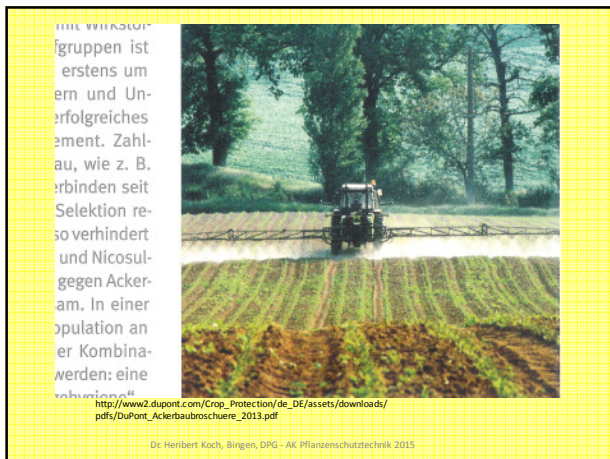 mit Wirkstof-
fgruppen ist
erstens um
ern und Un-
erfolgreiches
ement. Zahl-
au, wie z. B.
erbinden seit
Selektion re-
so verhindert
und Nicosul-
gegen Acker-
am. In einer
opulation an
er Kombina-
werden: eine
http://www2.dupont.com/Crop_Protection/de_DE/assets/downloads/
pdfs/DuPont_Ackerbaubroschuere_2013.pdf
Dr. Heribert Koch, Bingen, DPG - AK Pflanzenschutztechnik 2015